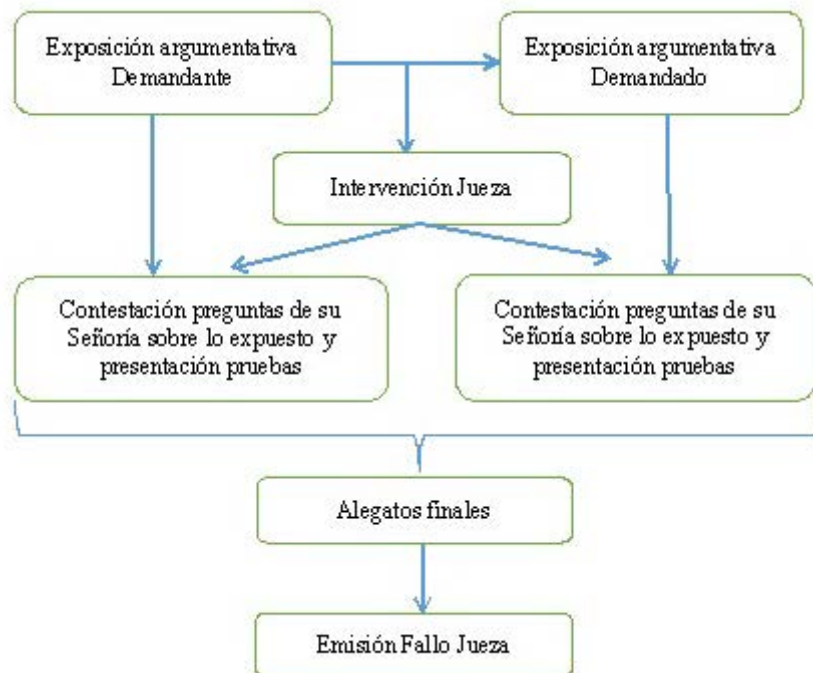 Exposición argumentativa
Demandante
Exposición argumentativa
Demandado
Intervención Jueza
Contestación preguntas de su
Señoría sobre lo expuesto y
presentación pruebas
Contestación preguntas de su
Señoría sobre lo expuesto y
presentación pruebas
Alegatos finales
Emisión Fallo Jueza